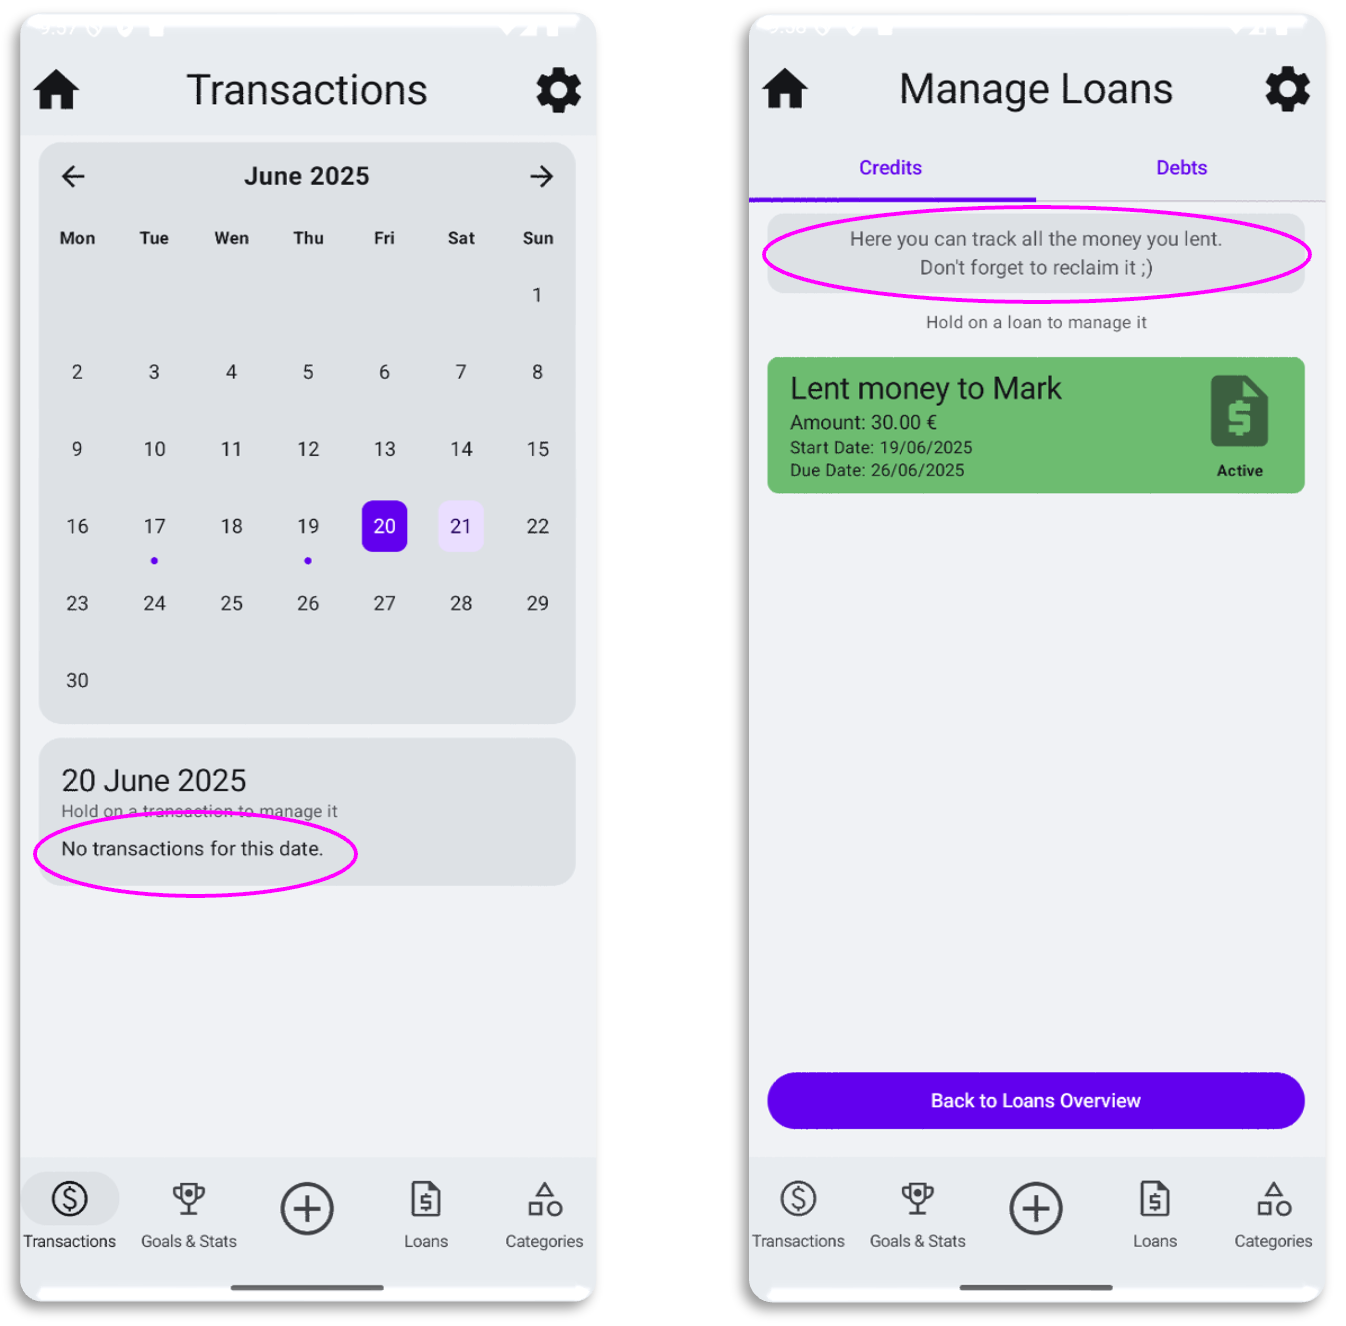 9:37
Transactions
June 2025
Mon Tue Wen Thu Fri Sat Sun
1
2 3 4 5 6 7 8
9 10 11 12 13 14 15
16 17 18 19 20 21 22
23 24 25 26 27 28 29
30
20 June 2025
Hold on a transaction to manage it
No transactions for this date.
Transactions Goals & Stats Loans Categories
Manage Loans
Credits Debts
Here you can track all the money you lent.
Don't forget to reclaim it ;)
Hold on a loan to manage it
Lent money to Mark
Amount: 30.00 €
Start Date: 19/06/2025
Due Date: 26/06/2025
Active
Back to Loans Overview
Transactions Goals & Stats Loans Categories